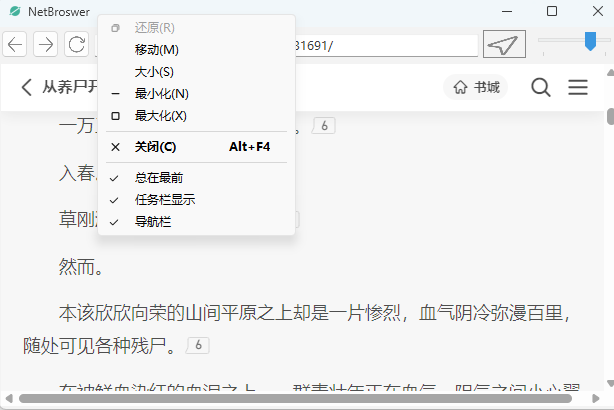 NetBroswer
31691/
还原(R)
移动(M)
大小(S)
最小化(N)
最大化(X)
关闭(C) Alt+F4
总在最前
任务栏显示
导航栏
从养尸开
书城
一万
。 6
入春
草刚
然而。
本该欣欣向荣的山间平原之上却是一片惨烈，血气阴冷弥漫百里，
随处可见各种残尸。 6